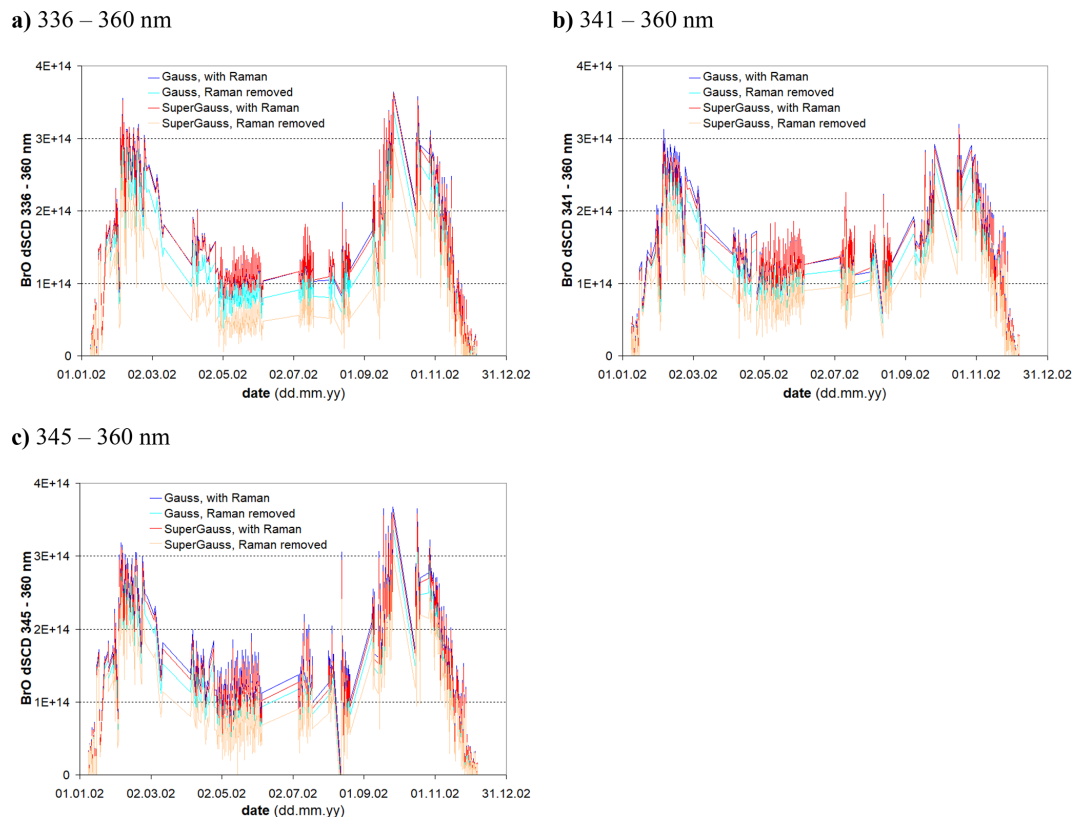 a) 336 – 360 nm
4E+14
3E+14
2E+14
1E+14
0
BrO dSCD 336 - 360 nm
Gauss, with Raman
Gauss, Raman removed
SuperGauss, with Raman
SuperGauss, Raman removed
01.01.02 02.03.02 02.05.02 02.07.02 01.09.02 01.11.02 31.12.02
date (dd.mm.yy)
b) 341 – 360 nm
4E+14
3E+14
2E+14
1E+14
0
BrO dSCD 341 - 360 nm
Gauss, with Raman
Gauss, Raman removed
SuperGauss, with Raman
SuperGauss, Raman removed
01.01.02 02.03.02 02.05.02 02.07.02 01.09.02 01.11.02 31.12.02
date (dd.mm.yy)
c) 345 – 360 nm
4E+14
3E+14
2E+14
1E+14
0
BrO dSCD 345 - 360 nm
Gauss, with Raman
Gauss, Raman removed
SuperGauss, with Raman
SuperGauss, Raman removed
01.01.02 02.03.02 02.05.02 02.07.02 01.09.02 01.11.02 31.12.02
date (dd.mm.yy)